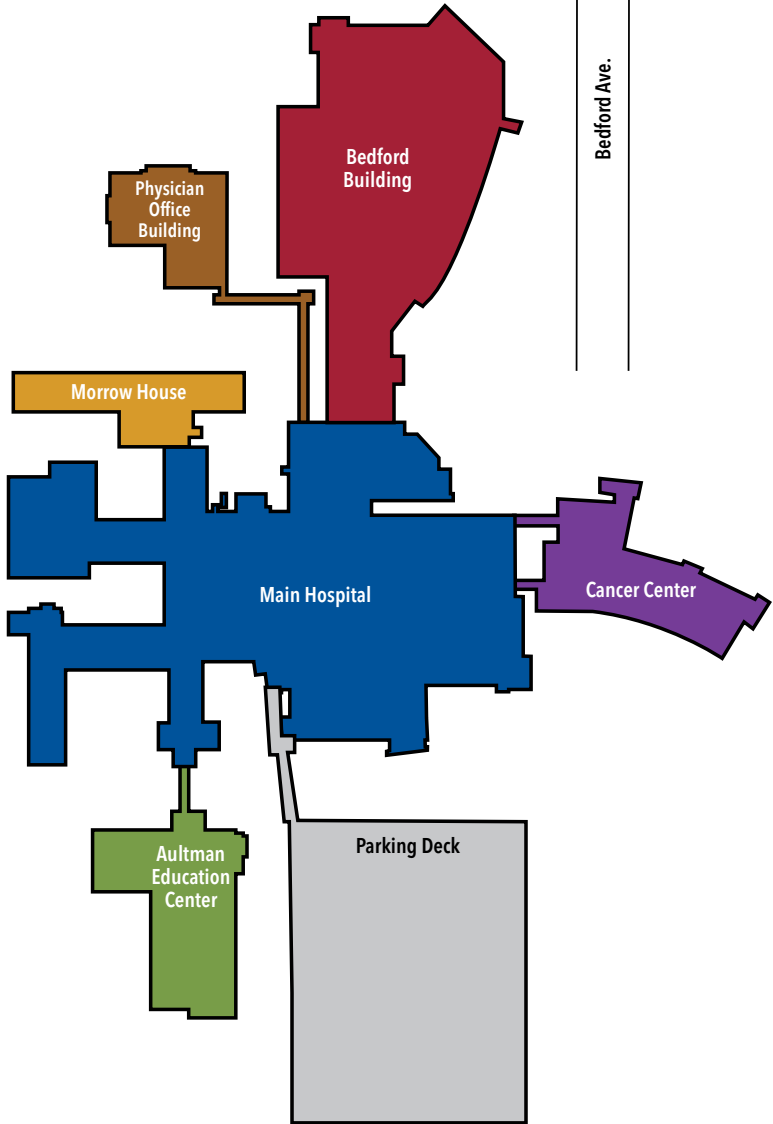 Bedford Ave.
Bedford
Building
Physician
Office
Building
Morrow House
Main Hospital
Cancer Center
Parking Deck
Aultman
Education
Center